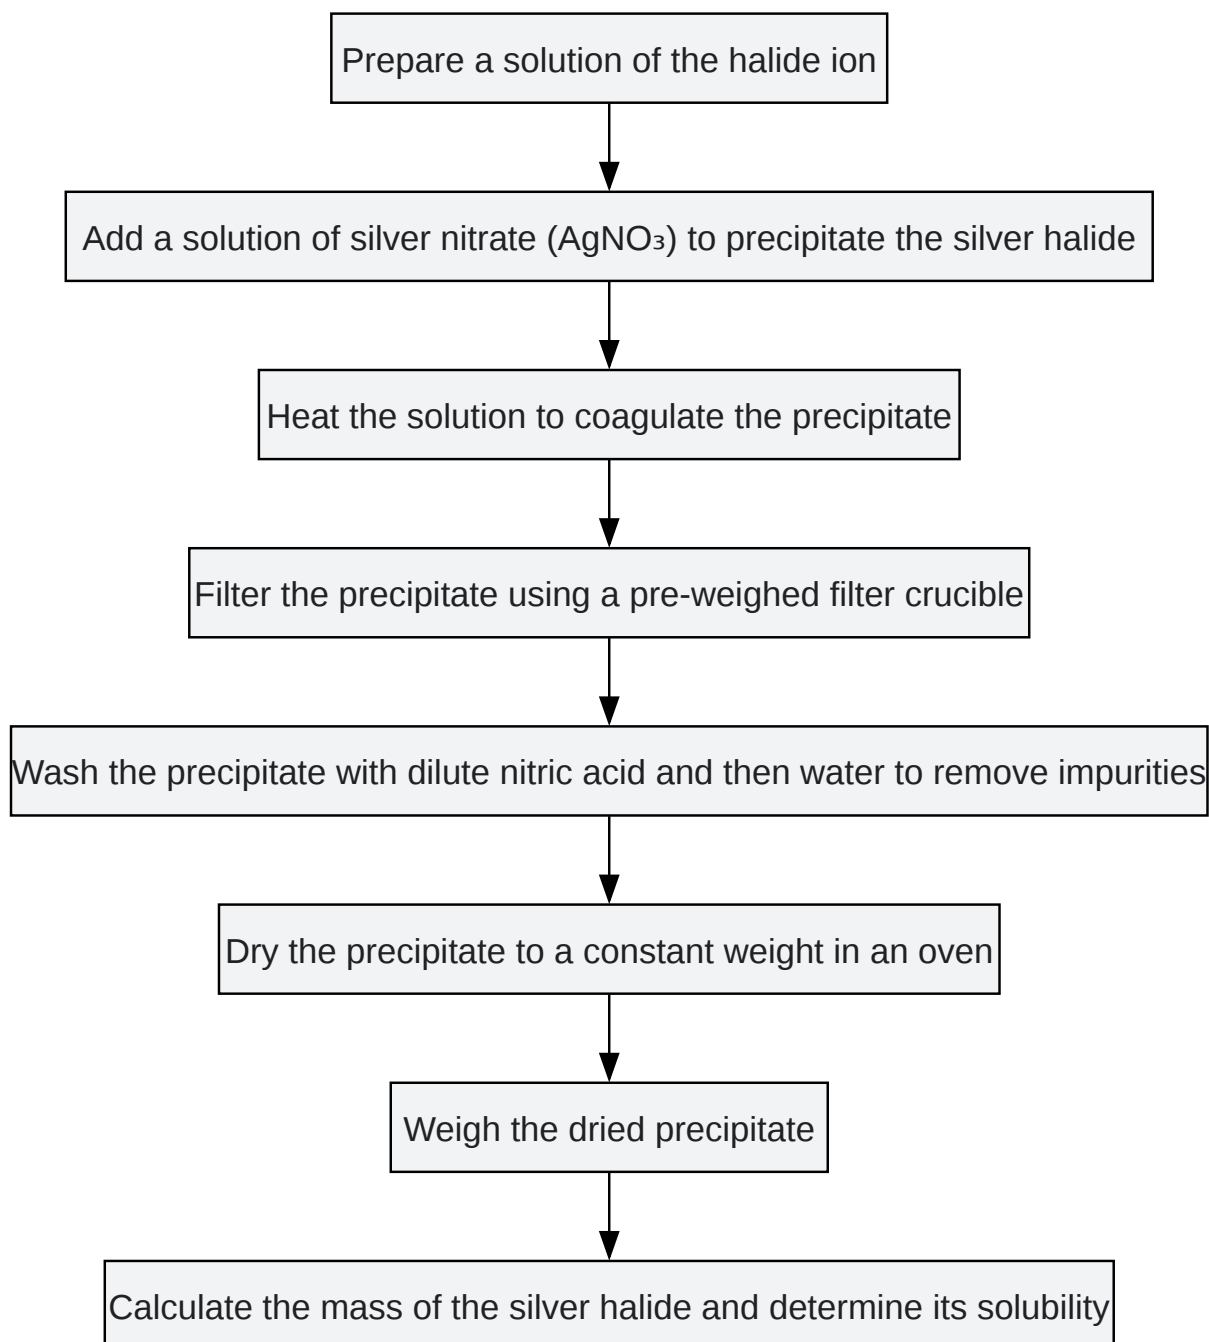 Prepare a solution of the halide ion
Add a solution of silver nitrate (AgNO₃) to precipitate the silver halide
Heat the solution to coagulate the precipitate
Filter the precipitate using a pre-weighed filter crucible
Wash the precipitate with dilute nitric acid and then water to remove impurities
Dry the precipitate to a constant weight in an oven
Weigh the dried precipitate
Calculate the mass of the silver halide and determine its solubility